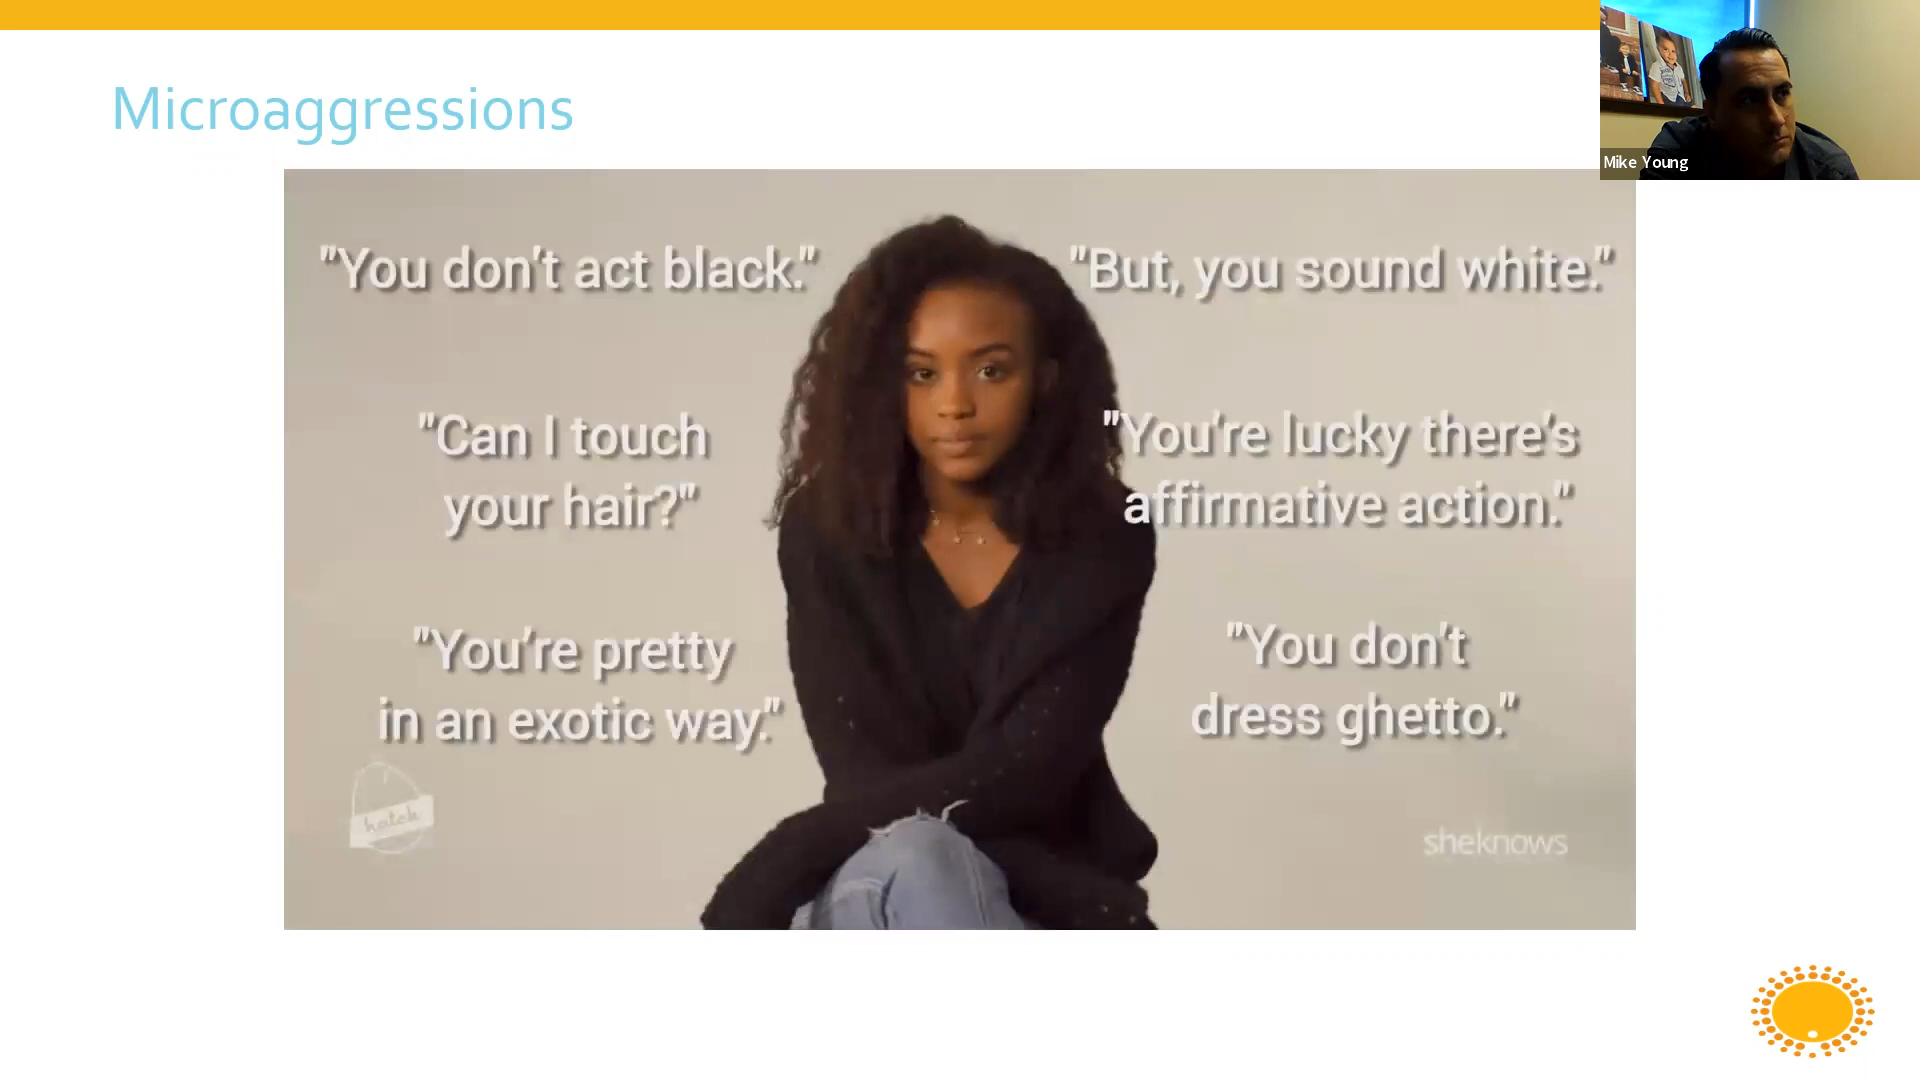 Microaggressions
Mike Young
"You don't act black."
"But, you sound white."
"Can I touch
your hair?"
"You're lucky there's
affirmative action."
"You're pretty
in an exotic way."
"You don't
dress ghetto."
hatch
sheknows